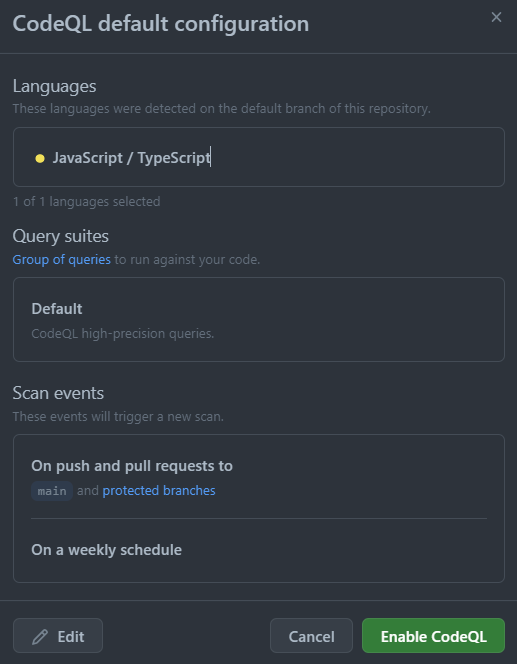 CodeQL default configuration
Languages
These languages were detected on the default branch of this repository.
JavaScript / TypeScript
1 of 1 languages selected
Query suites
Group of queries to run against your code.
Default
CodeQL high-precision queries.
Scan events
These events will trigger a new scan.
On push and pull requests to
main and protected branches
On a weekly schedule
Edit Cancel Enable CodeQL